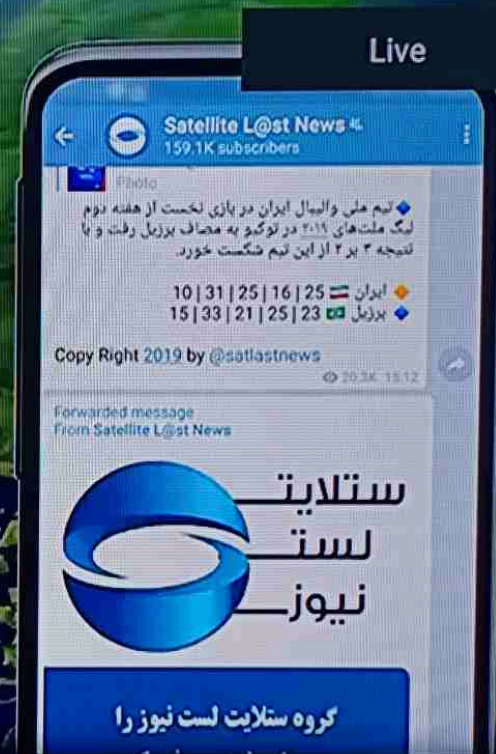 Live
Satellite L@st News
159.1K subscribers
Photo
تیم ملی والیبال ایران در بازی نخست از هفته دوم
لیگ ملت‌های ۲۰۱۹ در توکیو به مصاف برزیل رفت و با
نتیجه ۳ بر ۲ از این تیم شکست خورد.
ایران 25 | 16 | 25 | 31 | 10
برزیل 23 | 25 | 21 | 33 | 15
Copy Right 2019 by @satlastnews
20.3K 15:12
Forwarded message
From Satellite L@st News
ستلایت
لست
نیوز
گروه ستلایت لست نیوز را